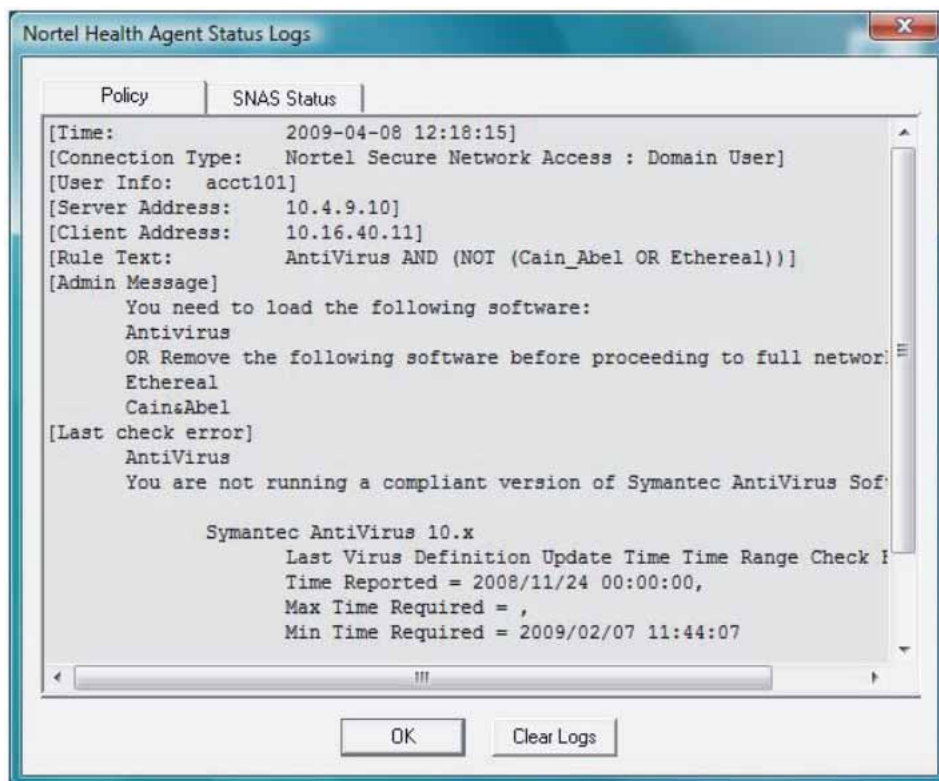 Nortel Health Agent Status Logs
Policy
SNAS Status
[Time: 2009-04-08 12:18:15]
[Connection Type: Nortel Secure Network Access : Domain User]
[User Info: acct101]
[Server Address: 10.4.9.10]
[Client Address: 10.16.40.11]
[Rule Text: AntiVirus AND (NOT (Cain_Abel OR Ethereal))]
[Admin Message]
You need to load the following software:
Antivirus
OR Remove the following software before proceeding to full
Ethereal
Cain&Abel
[Last check error]
AntiVirus
You are not running a compliant version of Symantec AntiVirus
Symantec AntiVirus 10.x
Last Virus Definition Update Time Time Range Check
Time Reported = 2008/11/24 00:00:00,
Max Time Required = ,
Min Time Required = 2009/02/07 11:44:07
OK
Clear Logs